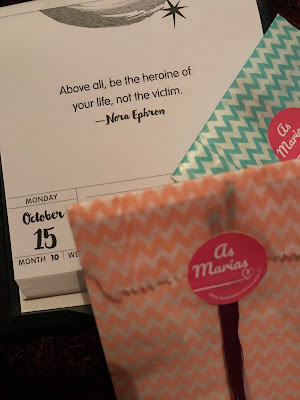 Above all, be the heroine of
your life, not the victim.
—Nora Ephron
MONDAY
October
15
MONTH 10
As
Marias
As
Marias